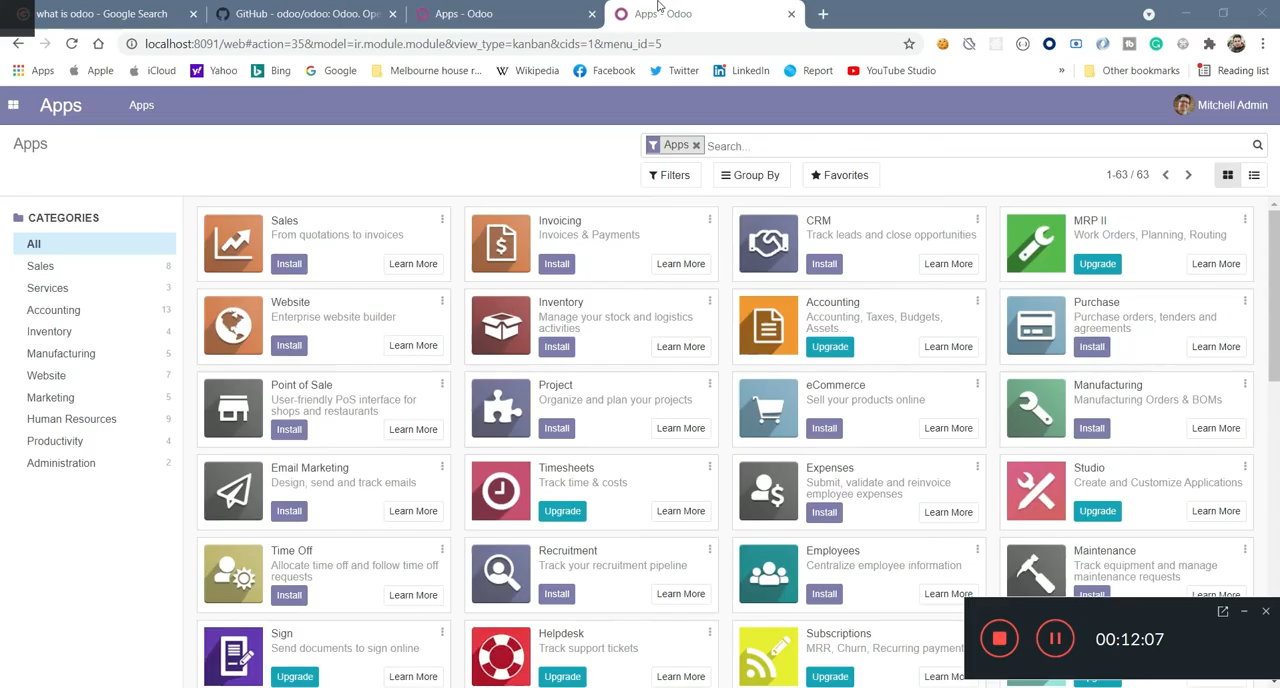 what is odoo - Google Search
GitHub - odoo/odoo: Odoo. Ope
Apps - Odoo
Apps - Odoo
localhost:8091/web#action=35&model=ir.module.module&view_type=kanban&cids=1&menu_id=5
Apps
Apple
iCloud
Yahoo
Bing
Google
Melbourne house r...
Wikipedia
Facebook
Twitter
LinkedIn
Report
YouTube Studio
»
Other bookmarks
Reading list
Apps
Apps
Mitchell Admin
Apps
Apps
Search...
Filters
Group By
Favorites
1-63 / 63
CATEGORIES
All
Sales 8
Services 3
Accounting 13
Inventory 4
Manufacturing 5
Website 7
Marketing 5
Human Resources 9
Productivity 4
Administration 2
Sales
From quotations to invoices
Install
Learn More
Invoicing
Invoices & Payments
Install
Learn More
CRM
Track leads and close opportunities
Install
Learn More
MRP II
Work Orders, Planning, Routing
Upgrade
Learn More
Website
Enterprise website builder
Install
Learn More
Inventory
Manage your stock and logistics
activities
Install
Learn More
Accounting
Accounting, Taxes, Budgets,
Assets...
Upgrade
Learn More
Purchase
Purchase orders, tenders and
agreements
Install
Learn More
Point of Sale
User-friendly PoS interface for
shops and restaurants
Install
Learn More
Project
Organize and plan your projects
Install
Learn More
eCommerce
Sell your products online
Install
Learn More
Manufacturing
Manufacturing Orders & BOMs
Install
Learn More
Email Marketing
Design, send and track emails
Install
Learn More
Timesheets
Track time & costs
Upgrade
Learn More
Expenses
Submit, validate and reinvoice
employee expenses
Install
Learn More
Studio
Create and Customize Applications
Upgrade
Learn More
Time Off
Allocate time off and follow time off
requests
Install
Learn More
Recruitment
Track your recruitment pipeline
Install
Learn More
Employees
Centralize employee information
Install
Learn More
Maintenance
Track equipment and manage
maintenance requests
Install
Learn More
Sign
Send documents to sign online
Upgrade
Learn More
Helpdesk
Track support tickets
Upgrade
Learn More
Subscriptions
MRR, Churn, Recurring payment
Upgrade
Learn
00:12:07